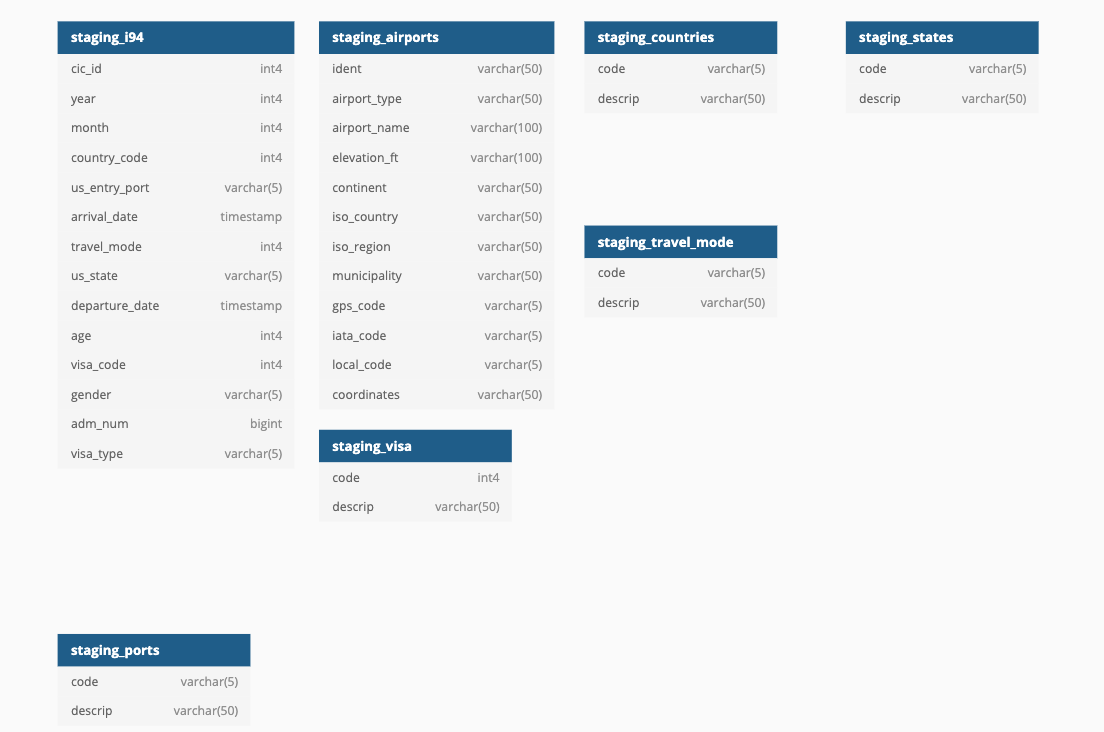 staging_i94
cic_id int4
year int4
month int4
country_code int4
us_entry_port varchar(5)
arrival_date timestamp
travel_mode int4
us_state varchar(5)
departure_date timestamp
age int4
visa_code int4
gender varchar(5)
adm_num bigint
visa_type varchar(5)
staging_airports
ident varchar(50)
airport_type varchar(50)
airport_name varchar(100)
elevation_ft varchar(100)
continent varchar(50)
iso_country varchar(50)
iso_region varchar(50)
municipality varchar(50)
gps_code varchar(5)
iata_code varchar(5)
local_code varchar(5)
coordinates varchar(50)
staging_countries
code varchar(5)
descrip varchar(50)
staging_states
code varchar(5)
descrip varchar(50)
staging_travel_mode
code varchar(5)
descrip varchar(50)
staging_visa
code int4
descrip varchar(50)
staging_ports
code varchar(5)
descrip varchar(50)